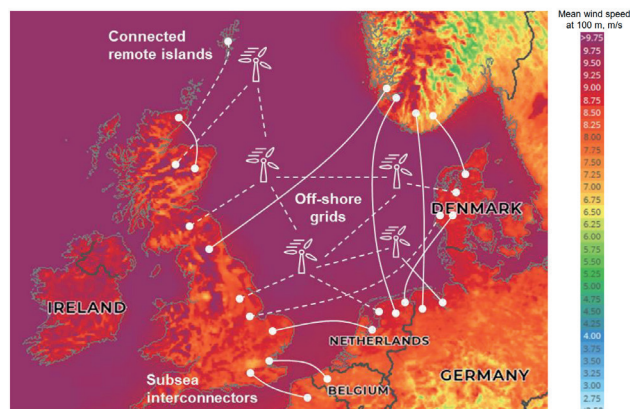 Mean wind speed
at 100 m, m/s
Connected
remote islands
Off-shore
grids
DENMARK
IRELAND
NETHERLANDS
BELGIUM
GERMANY
Subsea
interconnectors
>9.75
9.75
9.50
9.25
9.00
8.75
8.50
8.25
8.00
7.75
7.50
7.25
7.00
6.75
6.50
6.25
6.00
5.75
5.50
5.25
5.00
4.75
4.50
4.25
4.00
3.75
3.50
3.25
3.00
2.75